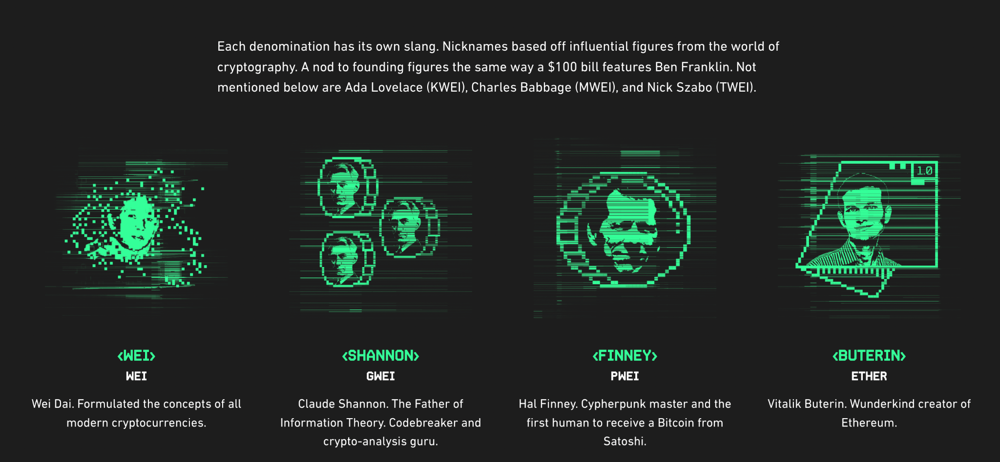 Each denomination has its own slang. Nicknames based off influential figures from the world of
cryptography. A nod to founding figures the same way a $100 bill features Ben Franklin. Not
mentioned below are Ada Lovelace (KWEI), Charles Babbage (MWEI), and Nick Szabo (TWEI).
1.0
<WEI>
WEI
Wei Dai. Formulated the concepts of all
modern cryptocurrencies.
<SHANNON>
GWEI
Claude Shannon. The Father of
Information Theory. Codebreaker and
crypto-analysis guru.
<FINNEY>
PWEI
Hal Finney. Cypherpunk master and the
first human to receive a Bitcoin from
Satoshi.
<BUTERIN>
ETHER
Vitalik Buterin. Wunderkind creator of
Ethereum.